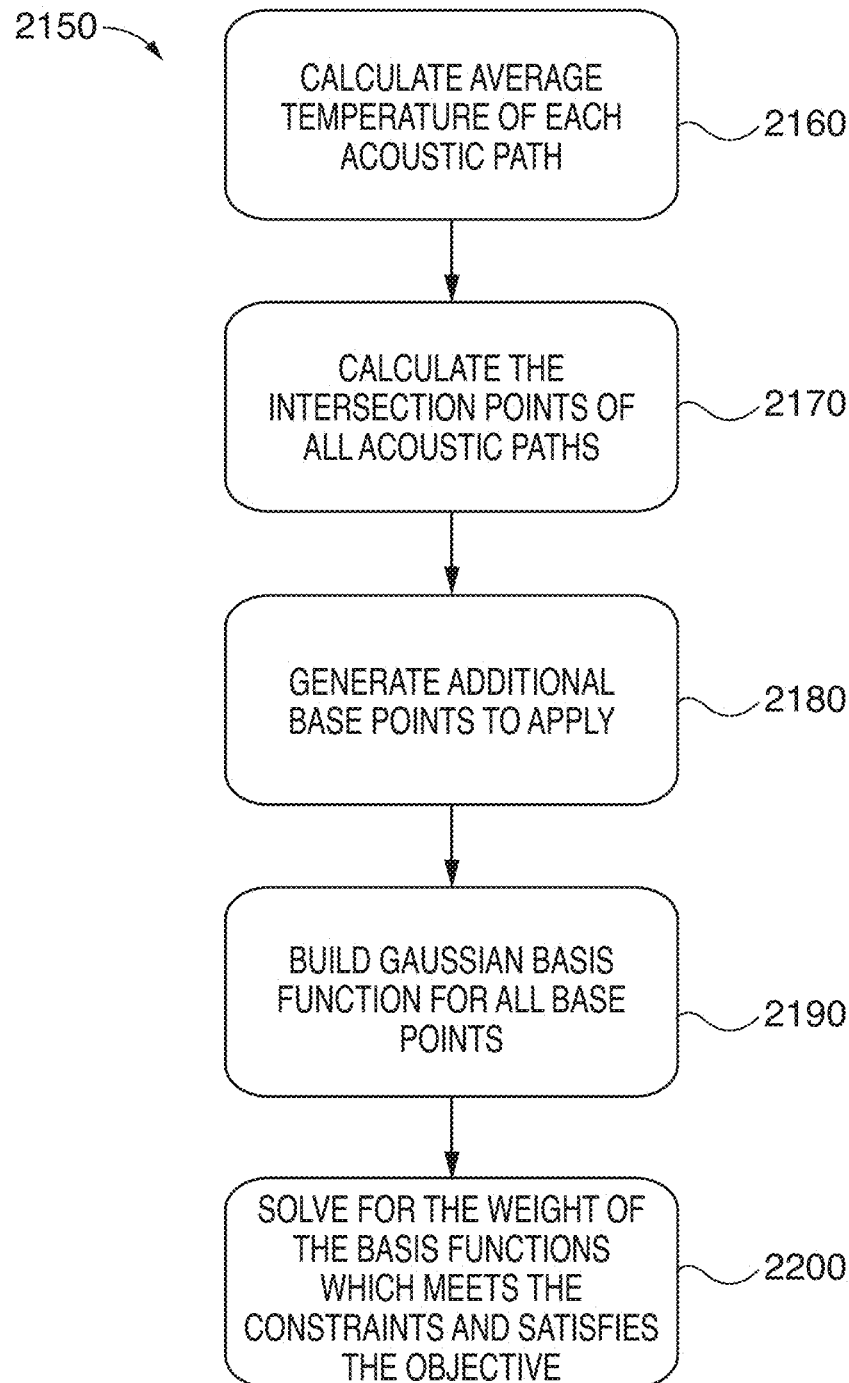 2150
CALCULATE AVERAGE
TEMPERATURE OF EACH
ACOUSTIC PATH
2160
CALCULATE THE
INTERSECTION POINTS OF
ALL ACOUSTIC PATHS
2170
GENERATE ADDITIONAL
BASE POINTS TO APPLY
2180
BUILD GAUSSIAN BASIS
FUNCTION FOR ALL BASE
POINTS
2190
SOLVE FOR THE WEIGHT OF
THE BASIS FUNCTIONS
WHICH MEETS THE
CONSTRAINTS AND SATISFIES
THE OBJECTIVE
2200